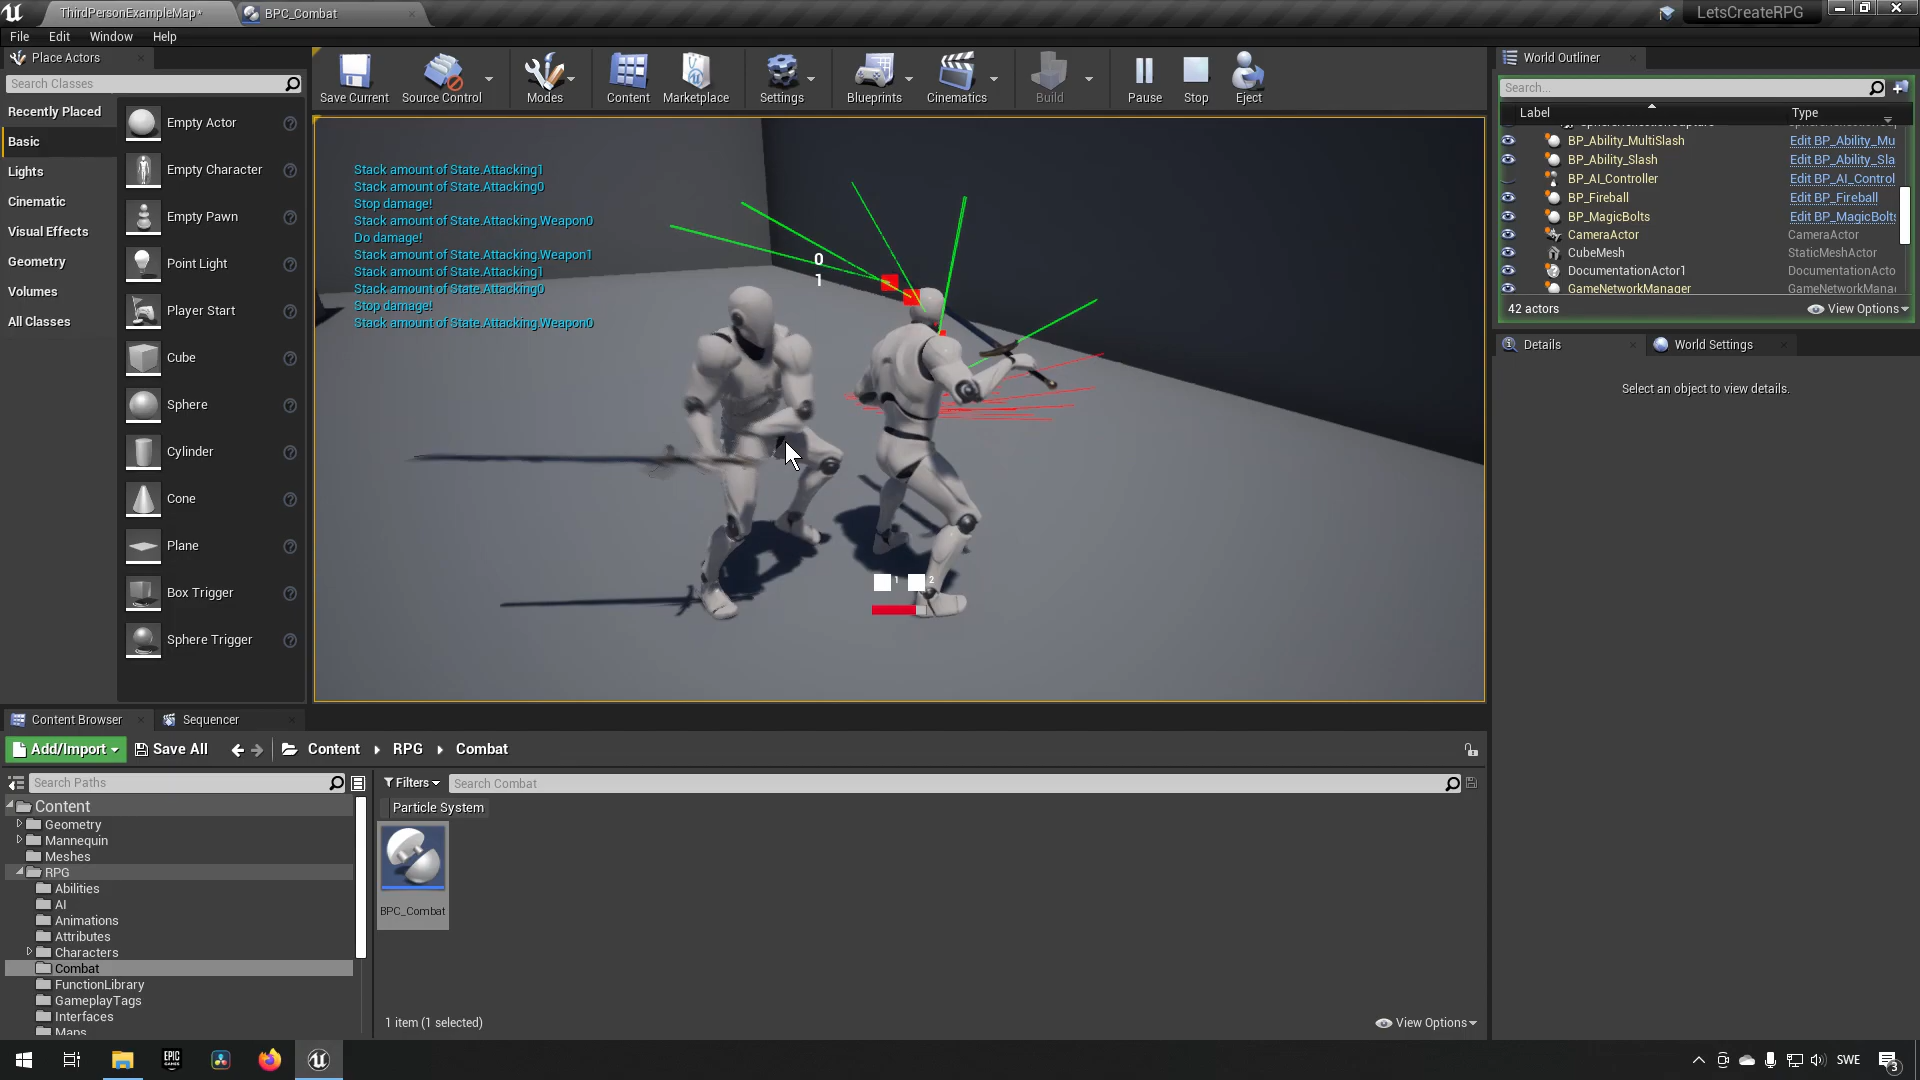 ThirdPersonExampleMap*
BPC_Combat
LetsCreateRPG
File
Edit
Window
Help
Place Actors
Search Classes
Recently Placed
Basic
Lights
Cinematic
Visual Effects
Geometry
Volumes
All Classes
Empty Actor
Empty Character
Empty Pawn
Point Light
Player Start
Cube
Sphere
Cylinder
Cone
Plane
Box Trigger
Sphere Trigger
Save Current
Source Control
Modes
Content
Marketplace
Settings
Blueprints
Cinematics
Build
Pause
Stop
Eject
Stack amount of State.Attacking1
Stack amount of State.Attacking0
Stop damage!
Stack amount of State.Attacking.Weapon0
Do damage!
Stack amount of State.Attacking.Weapon1
Stack amount of State.Attacking1
Stack amount of State.Attacking0
Stop damage!
Stack amount of State.Attacking.Weapon0
0
1
1
2
World Outliner
Search...
Label
Type
BP_Ability_MultiSlash
Edit BP_Ability_Mu
BP_Ability_Slash
Edit BP_Ability_Sla
BP_AI_Controller
Edit BP_AI_Control
BP_Fireball
Edit BP_Fireball
BP_MagicBolts
Edit BP_MagicBolts
CameraActor
CameraActor
CubeMesh
StaticMeshActor
DocumentationActor1
DocumentationActo
GameNetworkManager
GameNetworkMana
42 actors
View Options
Details
World Settings
Select an object to view details.
Content Browser
Sequencer
Add/Import
Save All
Content
RPG
Combat
Search Paths
Filters
Search Combat
Particle System
Content
Geometry
Mannequin
Meshes
RPG
Abilities
AI
Animations
Attributes
Characters
Combat
FunctionLibrary
GameplayTags
Interfaces
Maps
BPC_Combat
1 item (1 selected)
View Options
EPIC
GAMES
SWE
3